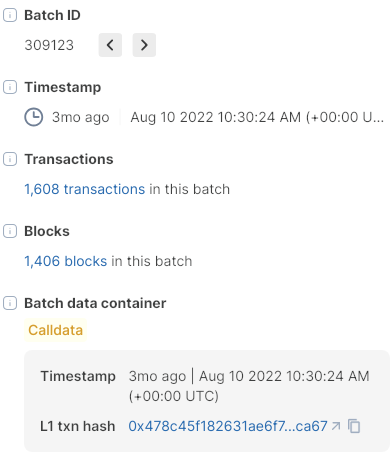 Batch ID
309123
Timestamp
3mo ago Aug 10 2022 10:30:24 AM (+00:00 U...
Transactions
1,608 transactions in this batch
Blocks
1,406 blocks in this batch
Batch data container
Calldata
Timestamp 3mo ago | Aug 10 2022 10:30:24 AM
(+00:00 UTC)
L1 txn hash 0x478c45f182631ae6f7...ca67